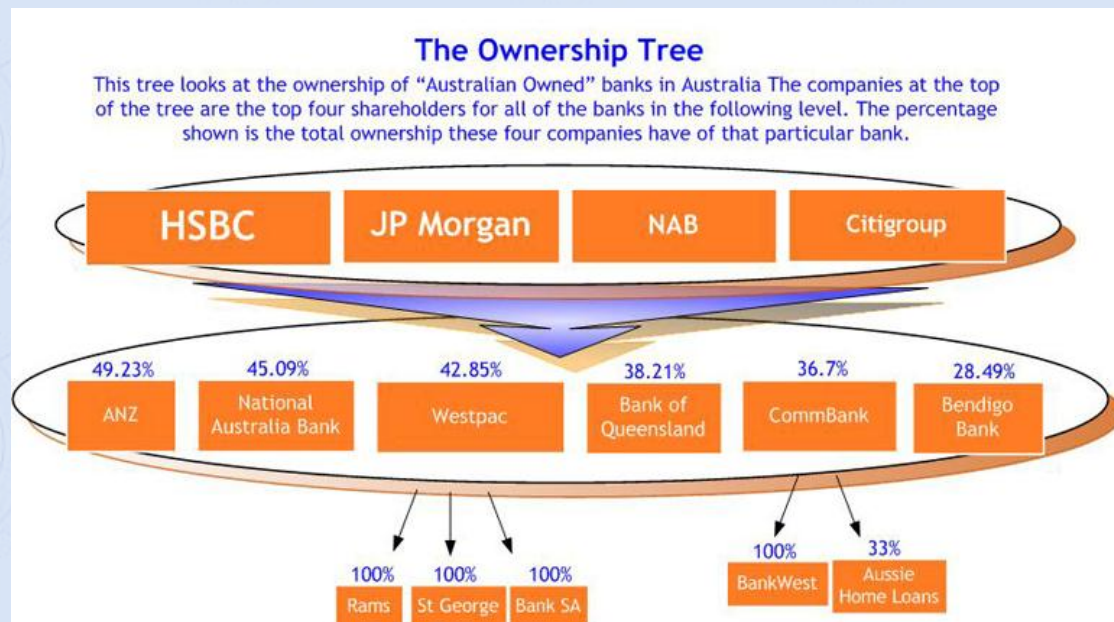 The Ownership Tree
This tree looks at the ownership of “Australian Owned” banks in Australia The companies at the top
of the tree are the top four shareholders for all of the banks in the following level. The percentage
shown is the total ownership these four companies have of that particular bank.
HSBC
JP Morgan
NAB
Citigroup
49.23%
ANZ
45.09%
National
Australia Bank
42.85%
Westpac
38.21%
Bank of
Queensland
36.7%
CommBank
28.49%
Bendigo
Bank
100%
Rams
100%
St George
100%
Bank SA
100%
BankWest
33%
Aussie
Home Loans